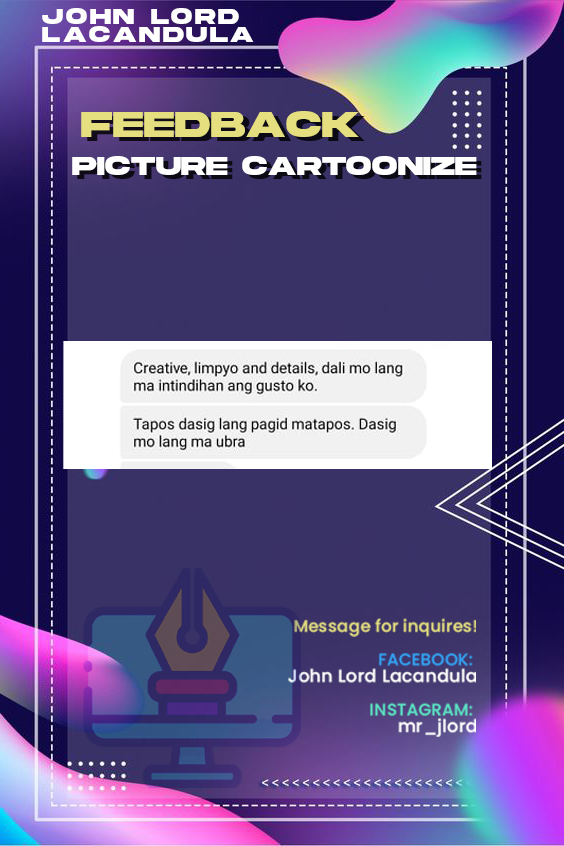 JOHN LORD
LACANDULA
FEEDBACK
PICTURE CARTOONIZE
Creative, limpyo and details, dali mo lang
ma intindihan ang gusto ko.
Tapos dasig lang pagid matapos. Dasig
mo lang ma ubra
Message for inquires!
FACEBOOK:
John Lord Lacandula
INSTAGRAM:
mr_jlord